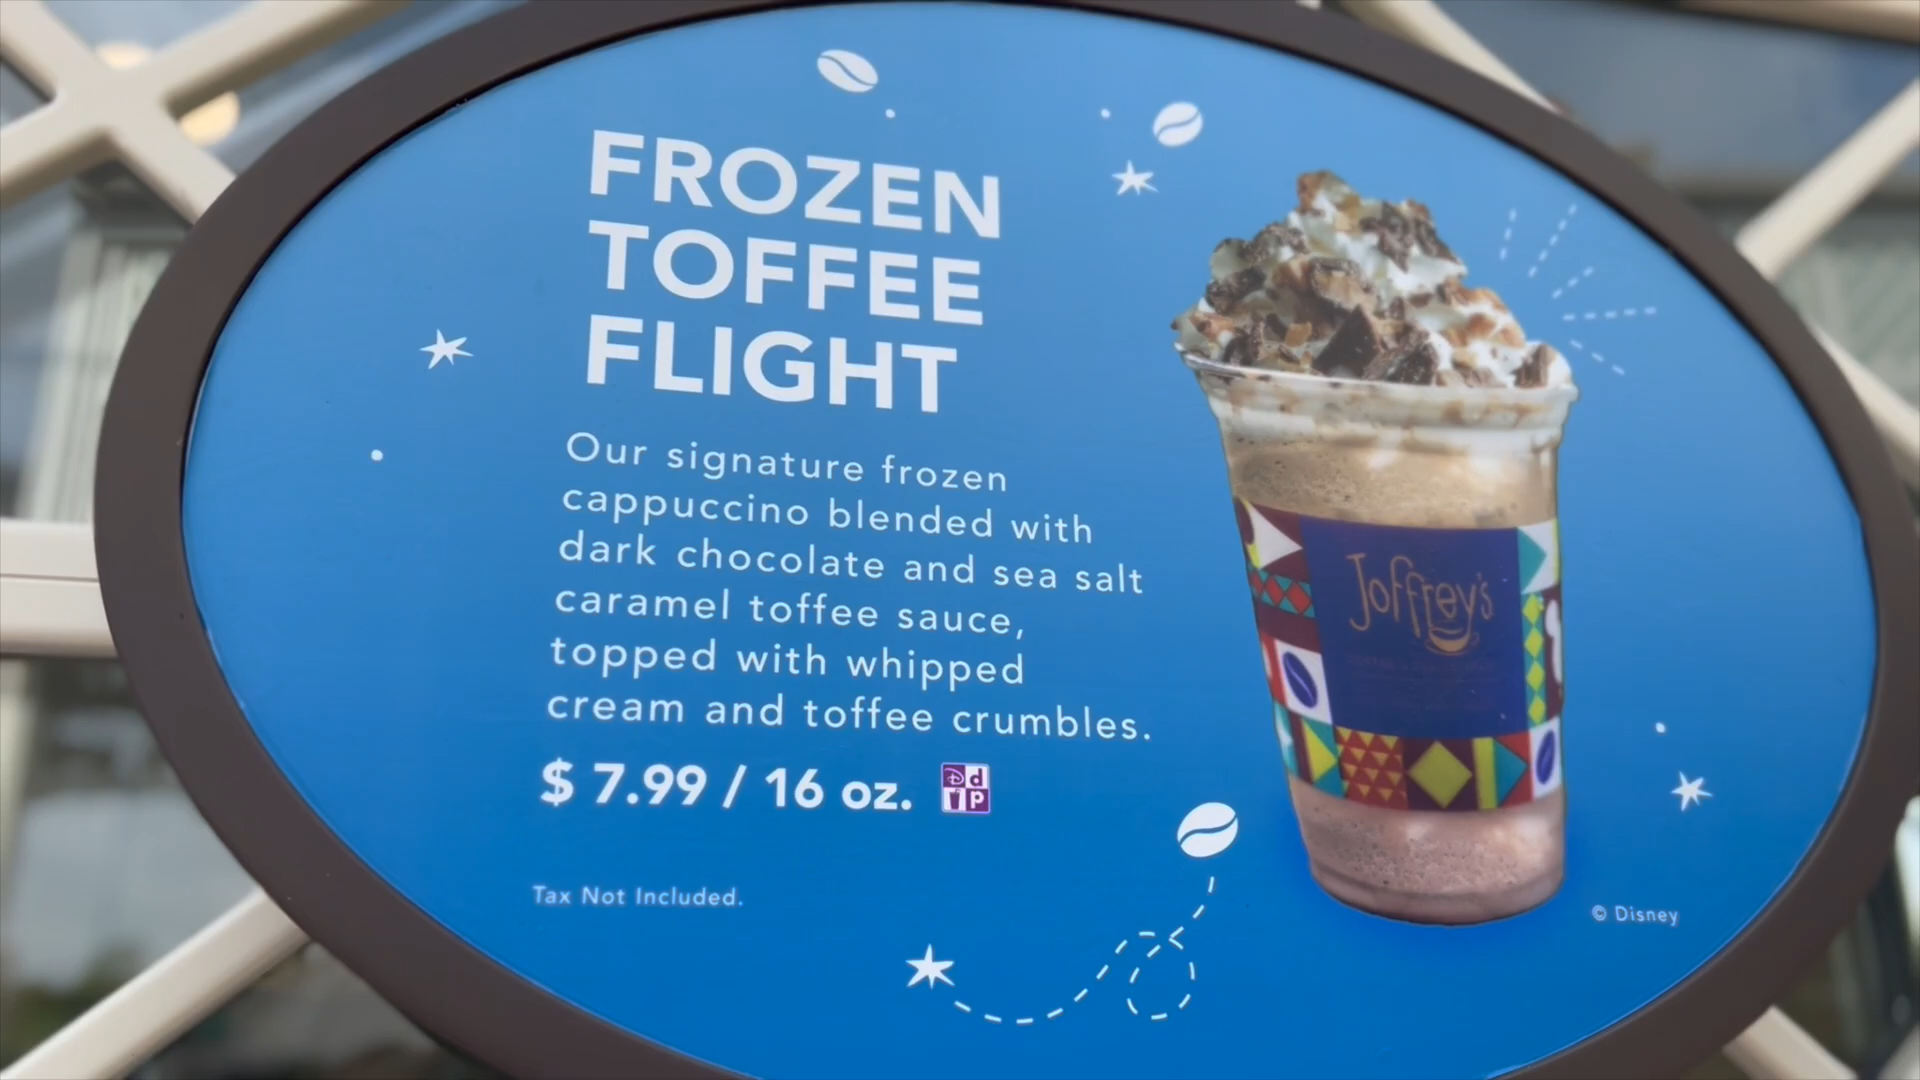 FROZEN
TOFFEE
FLIGHT
Our signature frozen
cappuccino blended with
dark chocolate and sea salt
caramel toffee sauce,
topped with whipped
cream and toffee crumbles.
$ 7.99 / 16 oz.
D d
P
Tax Not Included.
Joffrey's
© Disney